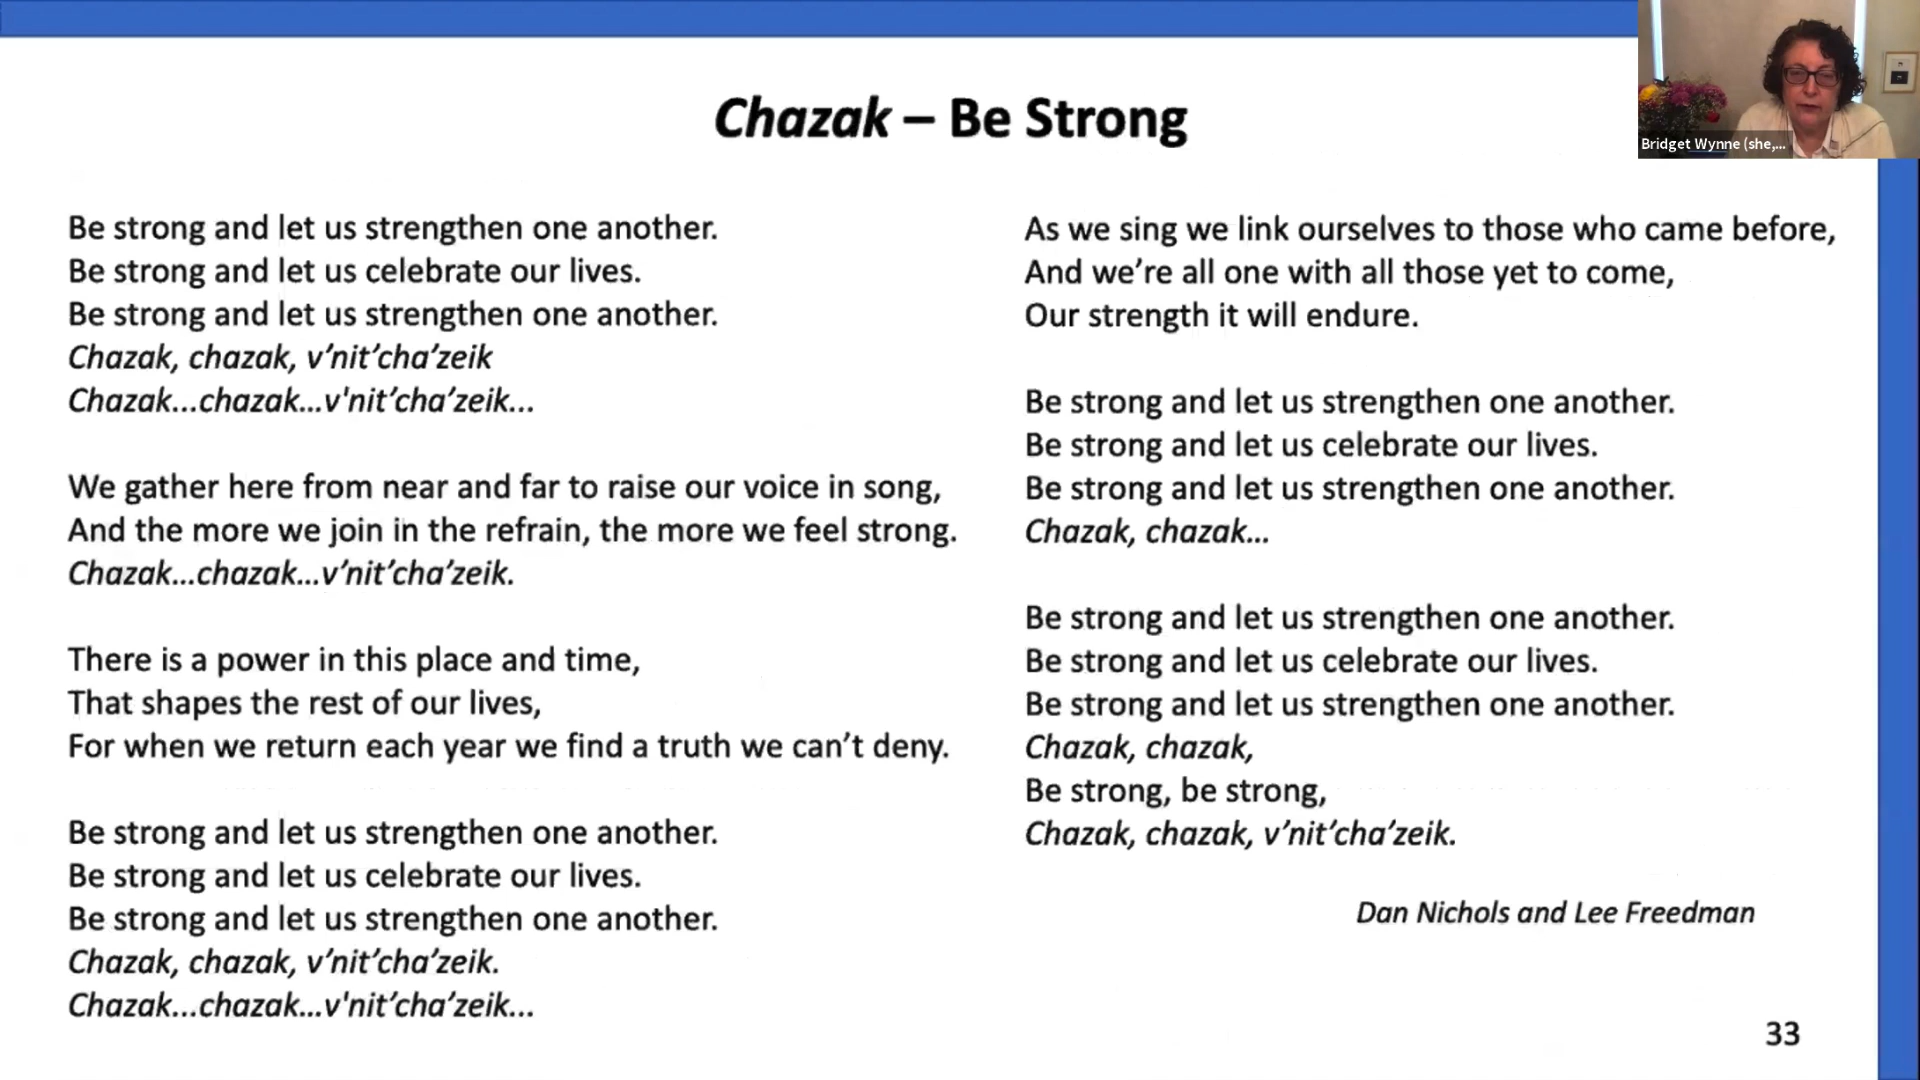 Chazak – Be Strong
Bridget Wynne (she,...
Be strong and let us strengthen one another.
Be strong and let us celebrate our lives.
Be strong and let us strengthen one another.
Chazak, chazak, v’nit’cha’zeik
Chazak...chazak...v'nit’cha’zeik...
We gather here from near and far to raise our voice in song,
And the more we join in the refrain, the more we feel strong.
Chazak...chazak...v’nit’cha’zeik.
There is a power in this place and time,
That shapes the rest of our lives,
For when we return each year we find a truth we can’t deny.
Be strong and let us strengthen one another.
Be strong and let us celebrate our lives.
Be strong and let us strengthen one another.
Chazak, chazak, v’nit’cha’zeik.
Chazak...chazak...v'nit’cha’zeik...
As we sing we link ourselves to those who came before,
And we’re all one with all those yet to come,
Our strength it will endure.
Be strong and let us strengthen one another.
Be strong and let us celebrate our lives.
Be strong and let us strengthen one another.
Chazak, chazak...
Be strong and let us strengthen one another.
Be strong and let us celebrate our lives.
Be strong and let us strengthen one another.
Chazak, chazak,
Be strong, be strong,
Chazak, chazak, v’nit’cha’zeik.
Dan Nichols and Lee Freedman
33